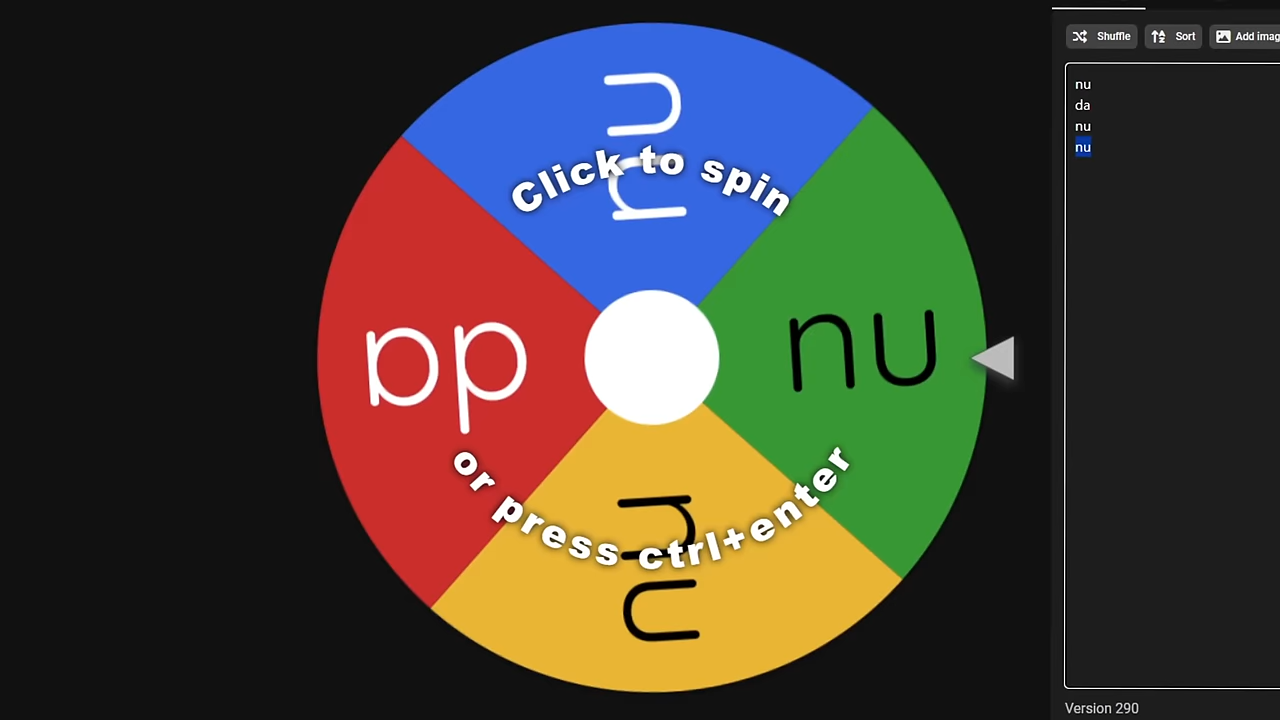 Shuffle
Sort
Add imag
nu
da
nu
nu
nu
Click to spin
nu
da
nu
or press ctrl+enter
Version 290